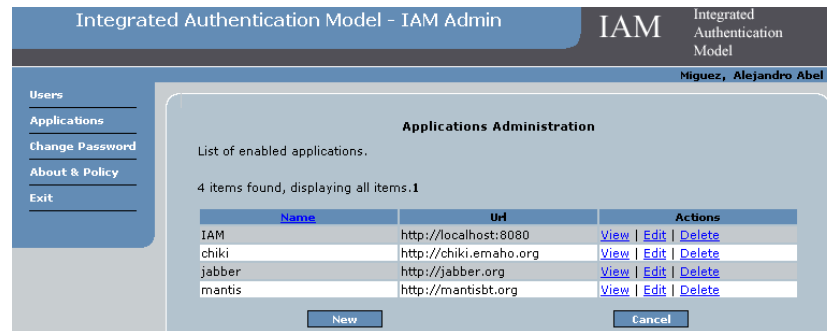 Integrated Authentication Model - IAM Admin
IAM
Integrated
Authentication
Model
Miguez, Alejandro Abel
Users
Applications
Change Password
About & Policy
Exit
Applications Administration
List of enabled applications.
4 items found, displaying all items.1
Name Url Actions
IAM http://localhost:8080 View | Edit | Delete
chiki http://chiki.emaho.org View | Edit | Delete
jabber http://jabber.org View | Edit | Delete
mantis http://mantisbt.org View | Edit | Delete
New Cancel